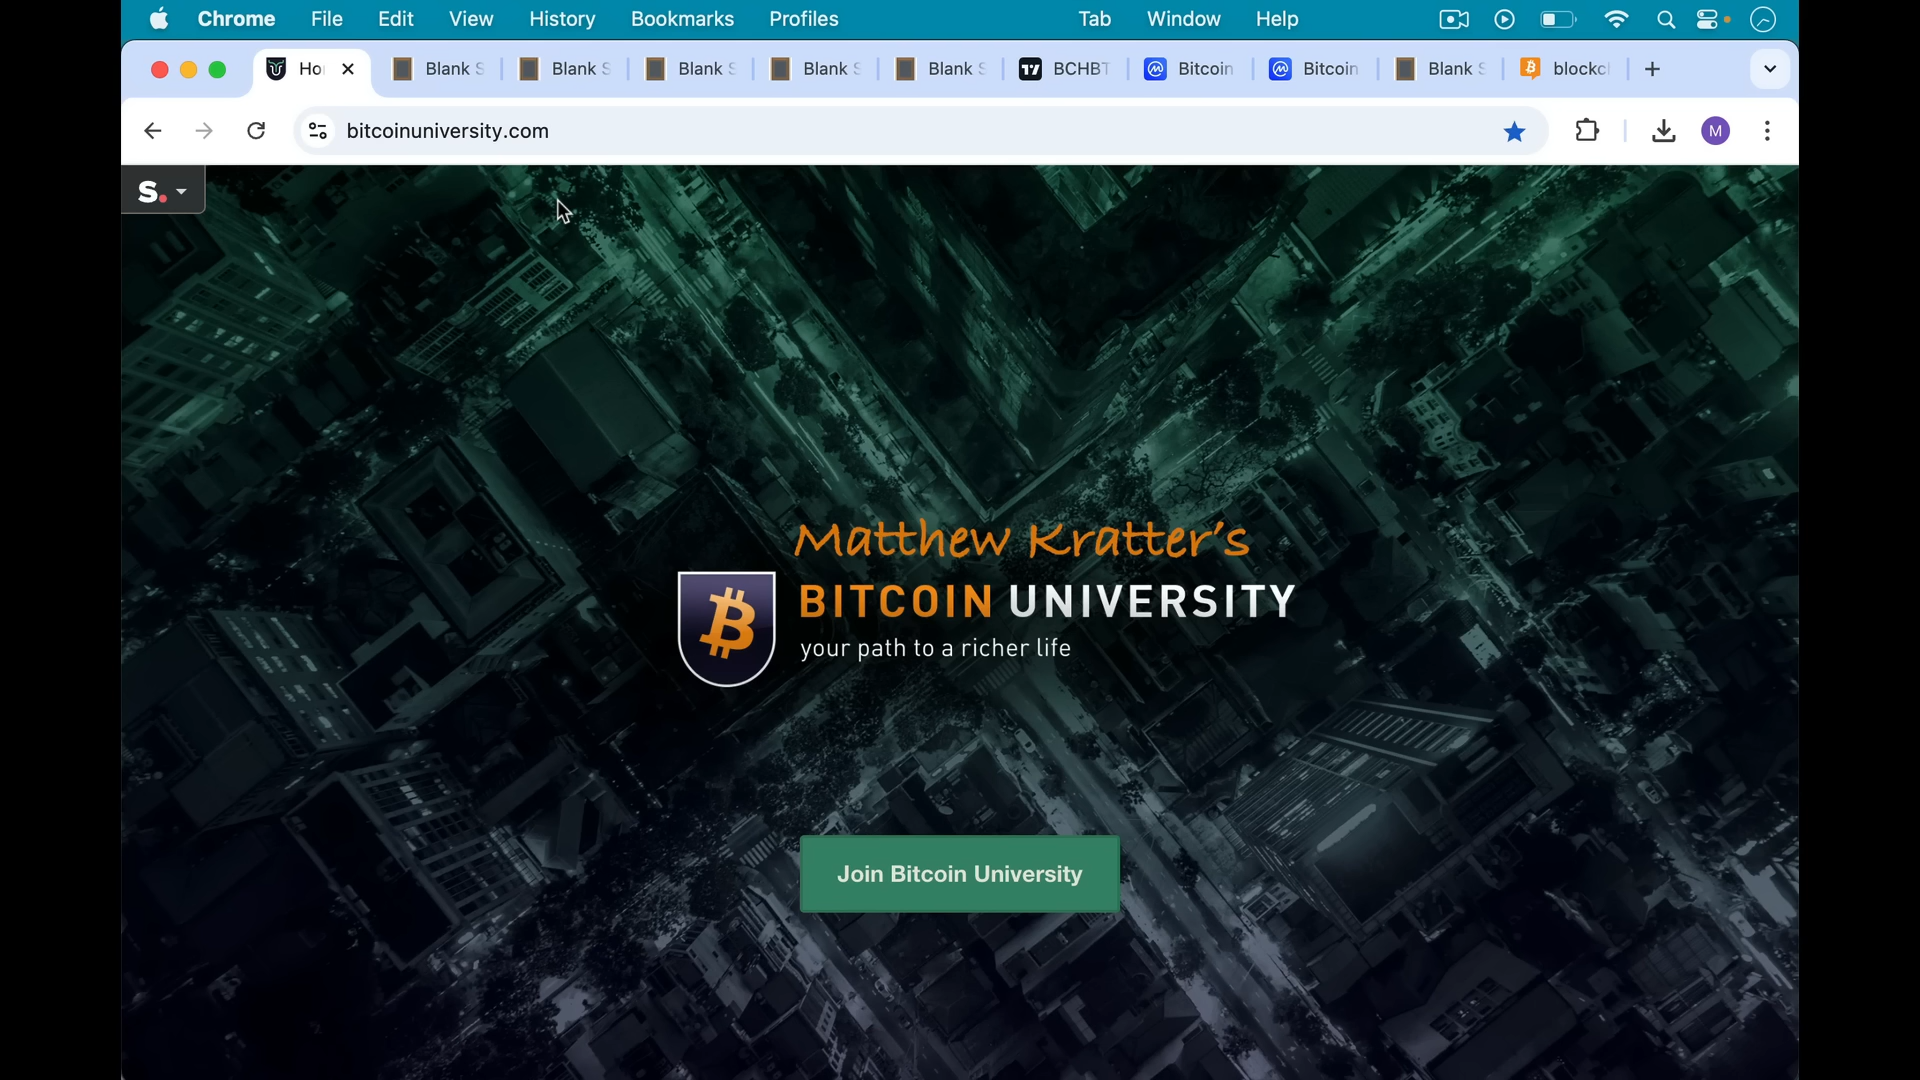 Chrome File Edit View History Bookmarks Profiles Tab Window Help
Ho Blank S Blank S Blank S Blank S Blank S BCHBT Bitcoin Bitcoin Blank S blockc
bitcoinuniversity.com
M
S.
Matthew Kratter's
BITCOIN UNIVERSITY
your path to a richer life
Join Bitcoin University